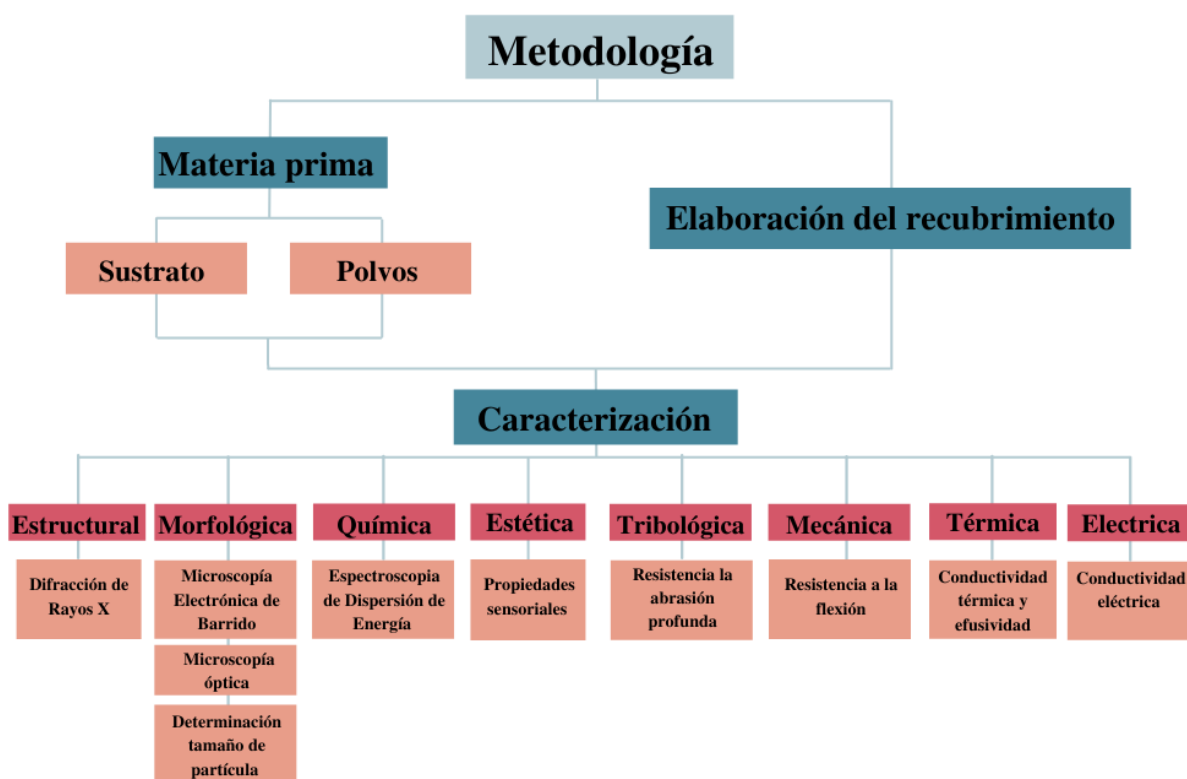 Metodología
Materia prima
Elaboración del recubrimiento
Sustrato
Polvos
Caracterización
Estructural
Morfológica
Química
Estética
Tribológica
Mecánica
Térmica
Electrica
Difracción de
Rayos X
Microscopía
Electrónica de
Barrido
Espectroscopia
de Dispersión de
Energía
Propiedades
sensoriales
Resistencia la
abrasión
profunda
Resistencia a la
flexión
Conductividad
térmica y
efusividad
Conductividad
eléctrica
Microscopía
óptica
Determinación
tamaño de
partícula